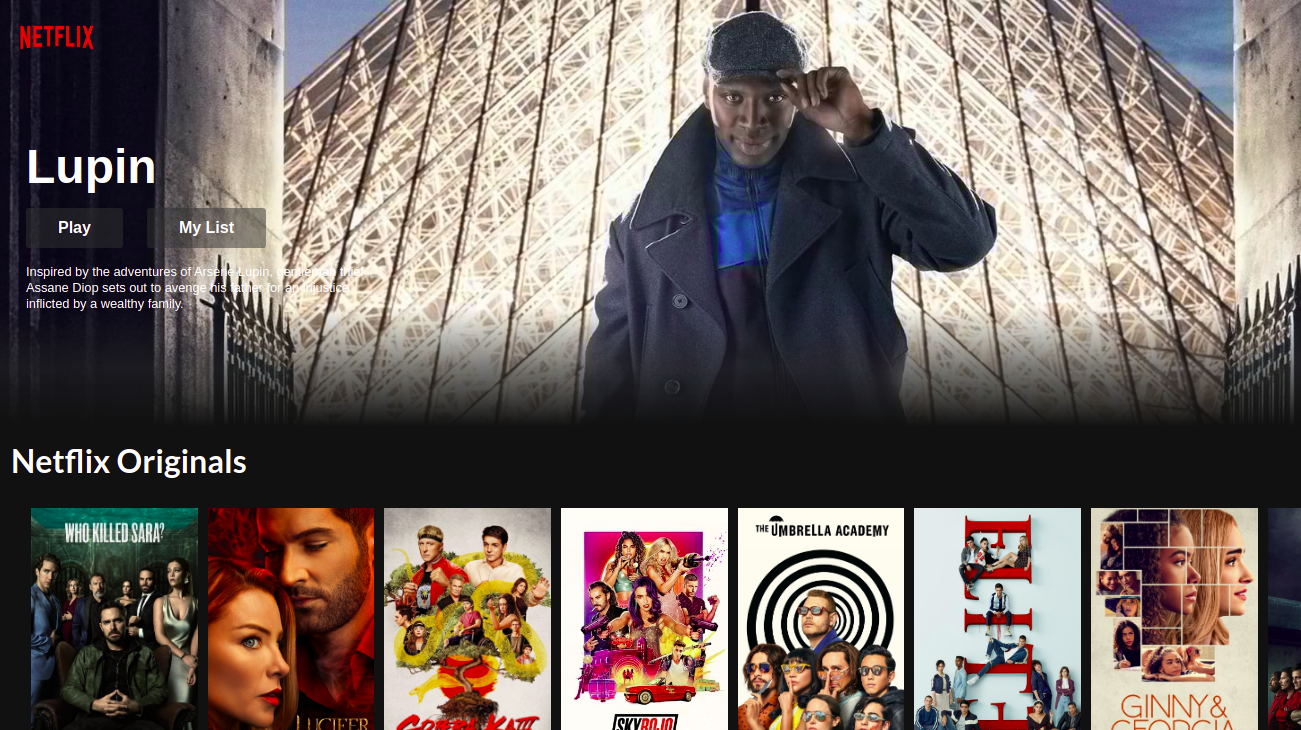 NETFLIX
Lupin
Play
My List
Inspired by the adventures of Arsène Lupin, gentleman thief
Assane Diop sets out to avenge his father for an injustice
inflicted by a wealthy family.
Netflix Originals
WHO KILLED SARA?
LUCIFER
COBRA KAI
SKYROJO
THE UMBRELLA ACADEMY
GINNY &
GEORGIA